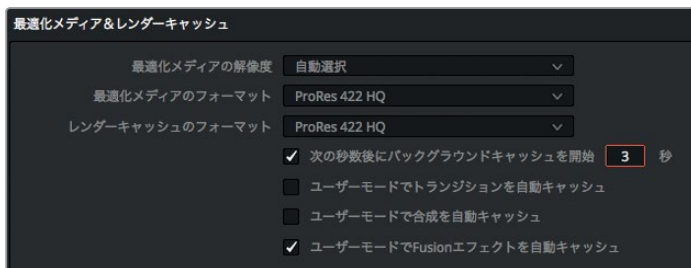 最適化メディア＆レンダーキャッシュ
最適化メディアの解像度 自動選択
最適化メディアのフォーマット ProRes 422 HQ
レンダーキャッシュのフォーマット ProRes 422 HQ
次の秒数後にバックグラウンドキャッシュを開始 3 秒
ユーザーモードでトランジションを自動キャッシュ
ユーザーモードで合成を自動キャッシュ
ユーザーモードでFusionエフェクトを自動キャッシュ